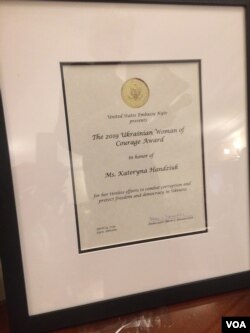 United States Embassy Kyiv
presents
The 2019 Ukrainian Woman of
Courage Award
in honor of
Ms. Kateryna Handziuk
for her tireless efforts to combat corruption and
protect freedom and democracy in Ukraine
VOA